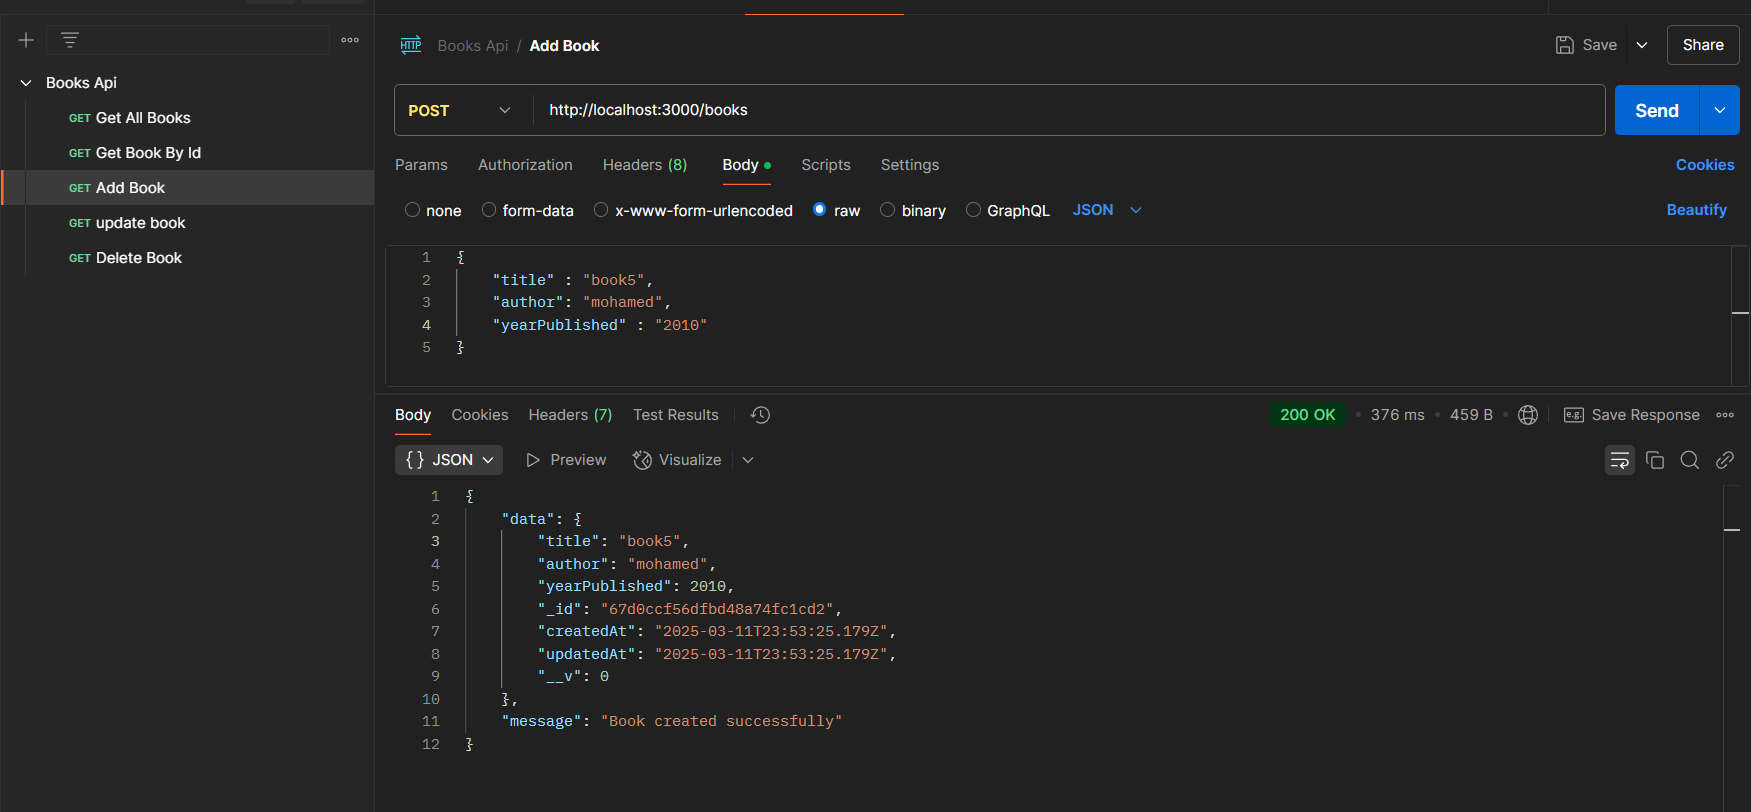 Books Api
GET Get All Books
GET Get Book By Id
GET Add Book
GET update book
GET Delete Book
HTTP Books Api / Add Book
Save
Share
POST
http://localhost:3000/books
Send
Params Authorization Headers (8) Body Scripts Settings
Cookies
none form-data x-www-form-urlencoded raw binary GraphQL JSON
Beautify
1 {
2 "title" : "book5",
3 "author": "mohamed",
4 "yearPublished" : "2010"
5 }
Body Cookies Headers (7) Test Results
200 OK • 376 ms • 459 B • e.g. Save Response
{} JSON Preview Visualize
1 {
2 "data": {
3 "title": "book5",
4 "author": "mohamed",
5 "yearPublished": 2010,
6 "_id": "67d0ccf56dfbd48a74fc1cd2",
7 "createdAt": "2025-03-11T23:53:25.179Z",
8 "updatedAt": "2025-03-11T23:53:25.179Z",
9 "__v": 0
10 },
11 "message": "Book created successfully"
12 }